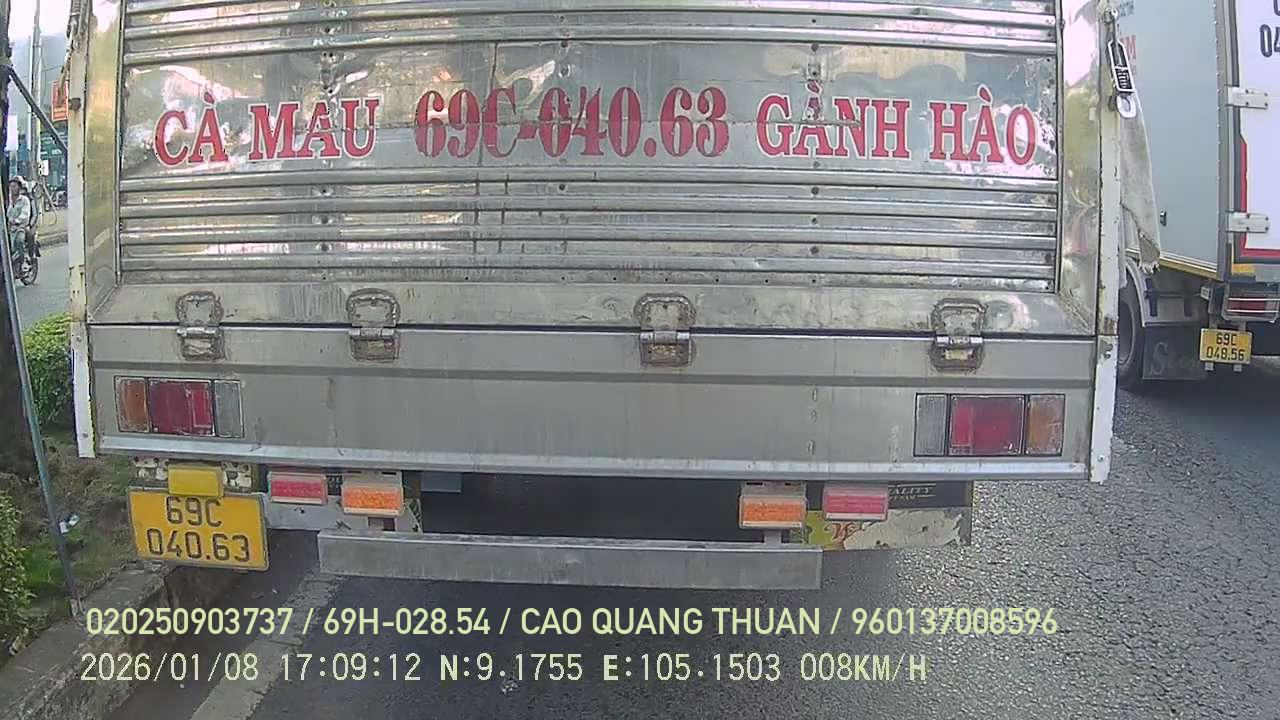 CÀ MAU 69C-040.63 GÀNH HÀO
69C
048.56
69C
040.63
020250903737 / 69H-028.54 / CAO QUANG THUAN / 960137008596
2026/01/08 17:09:12 N:9.1755 E:105.1503 008KM/H